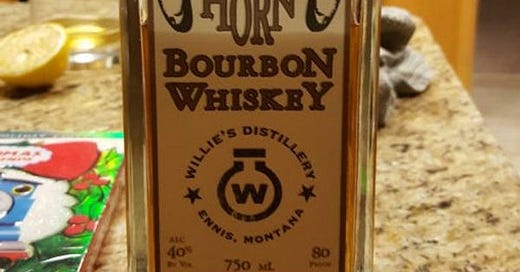 HORN
BOURBON
WHISKEY
WILLIE'S DISTILLERY
W
ENNIS, MONTANA
ALC
40%
BY VOL
750 ML
80
PROOF